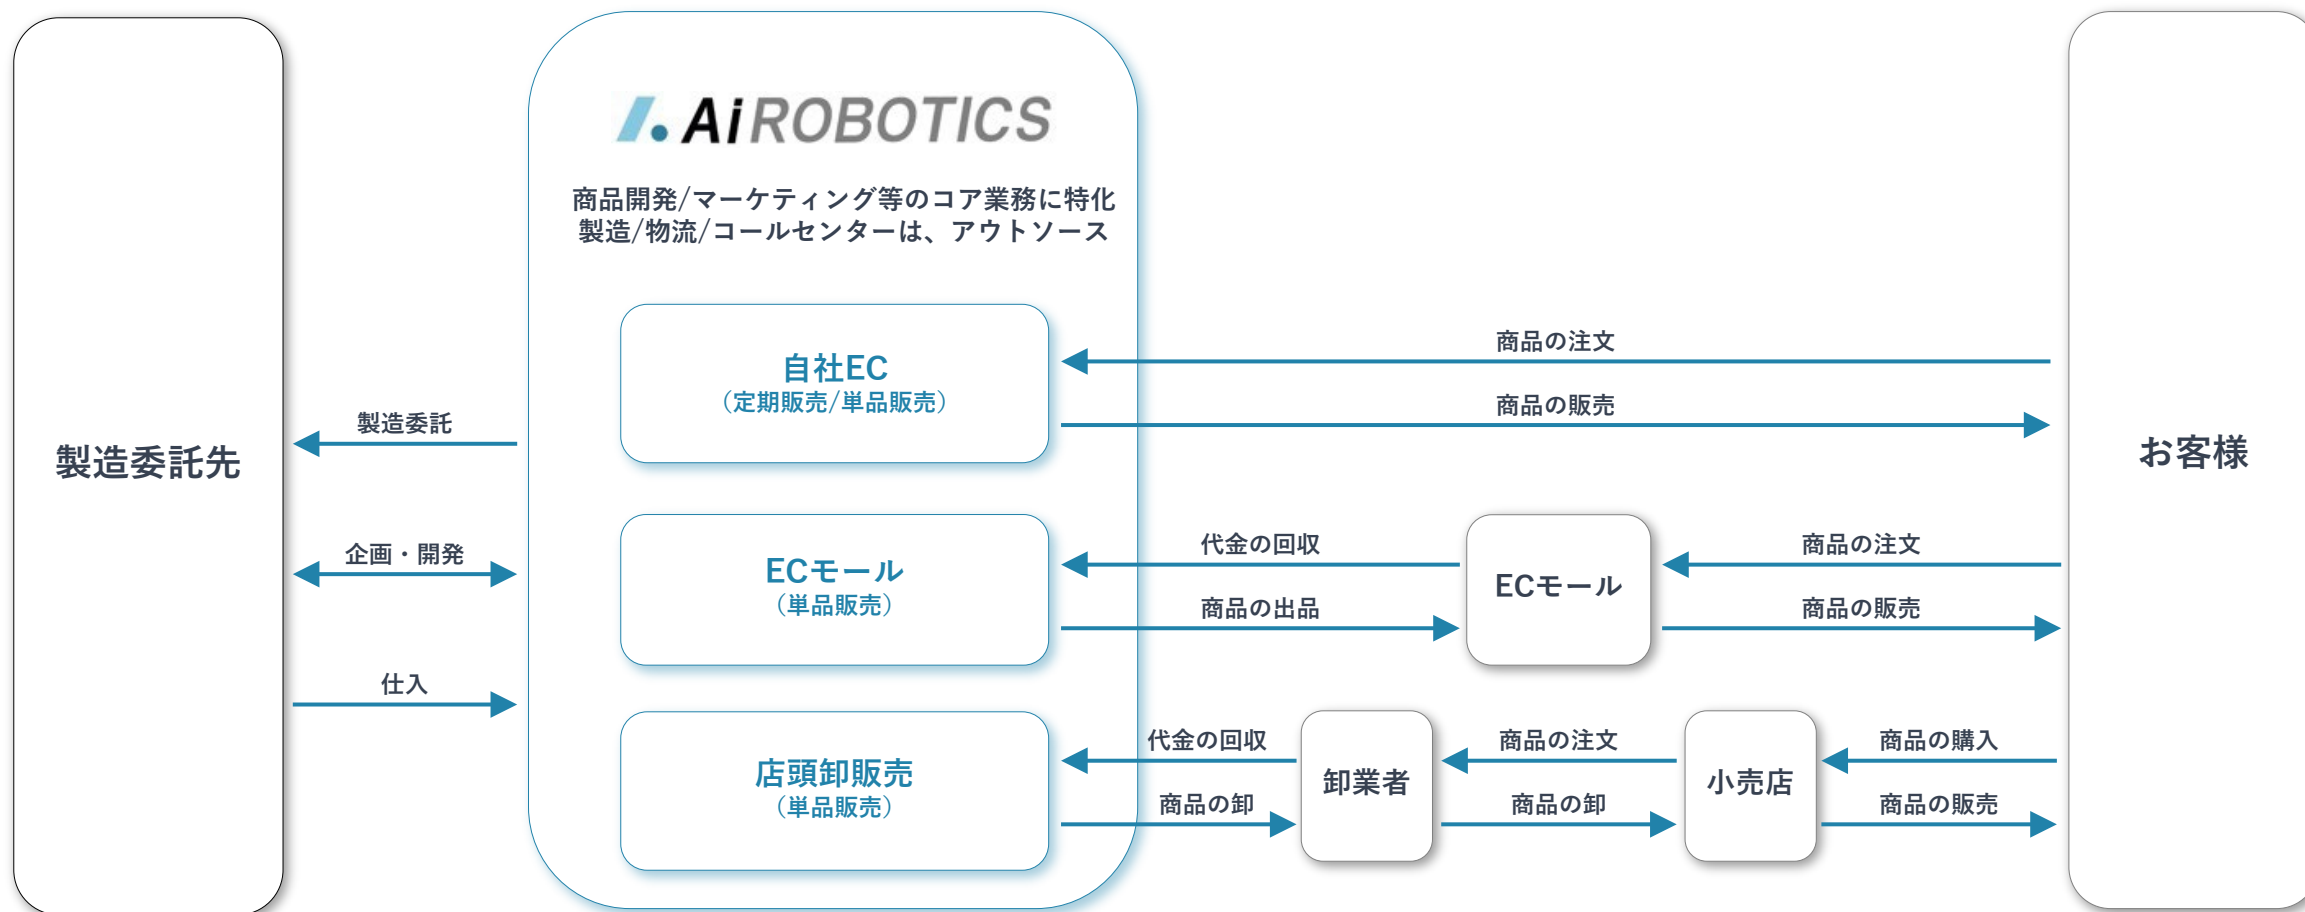 AiROBOTICS
商品開発/マーケティング等のコア業務に特化
製造/物流/コールセンターは、アウトソース
製造委託先
製造委託
企画・開発
仕入
自社EC
（定期販売/単品販売）
商品の注文
商品の販売
ECモール
（単品販売）
代金の回収
商品の出品
ECモール
商品の注文
商品の販売
店頭卸販売
（単品販売）
代金の回収
商品の卸
卸業者
商品の注文
商品の卸
小売店
商品の購入
商品の販売
お客様